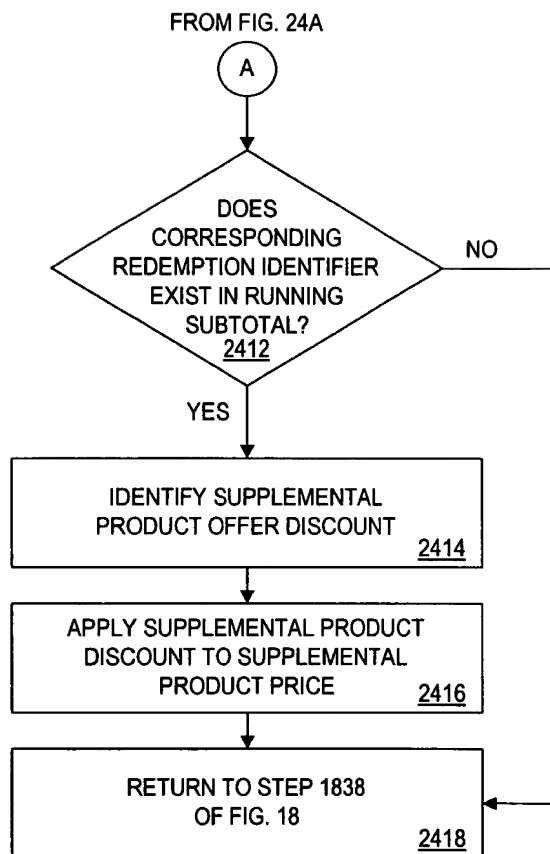 FROM FIG. 24A
A
DOES
CORRESPONDING
REDEMPTION IDENTIFIER
EXIST IN RUNNING
SUBTOTAL?
2412
NO
YES
IDENTIFY SUPPLEMENTAL
PRODUCT OFFER DISCOUNT
2414
APPLY SUPPLEMENTAL PRODUCT
DISCOUNT TO SUPPLEMENTAL
PRODUCT PRICE
2416
RETURN TO STEP 1838
OF FIG. 18
2418